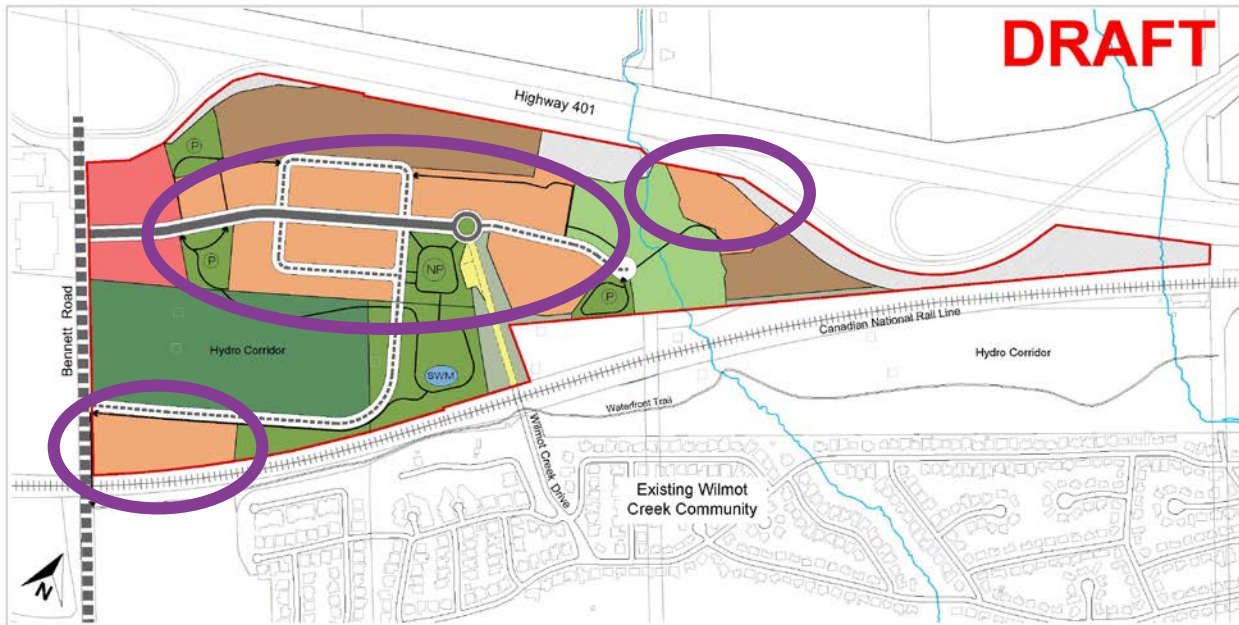 DRAFT
Highway 401
P
P
NP
P
Bennett Road
Hydro Corridor
SWM
Canadian National Rail Line
Hydro Corridor
Waterfront Trail
Wilmot Creek Drive
Existing Wilmot
Creek Community
N